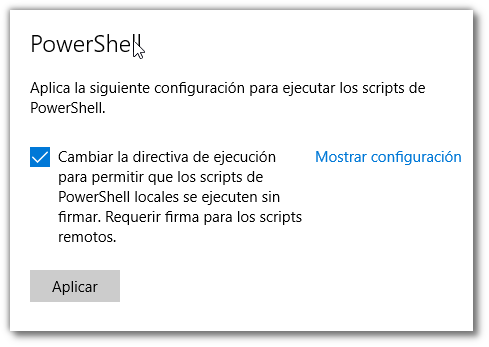 PowerShell
Aplica la siguiente configuración para ejecutar los scripts de
PowerShell.
Cambiar la directiva de ejecución
para permitir que los scripts de
PowerShell locales se ejecuten sin
firmar. Requerir firma para los scripts
remotos.
Mostrar configuración
Aplicar